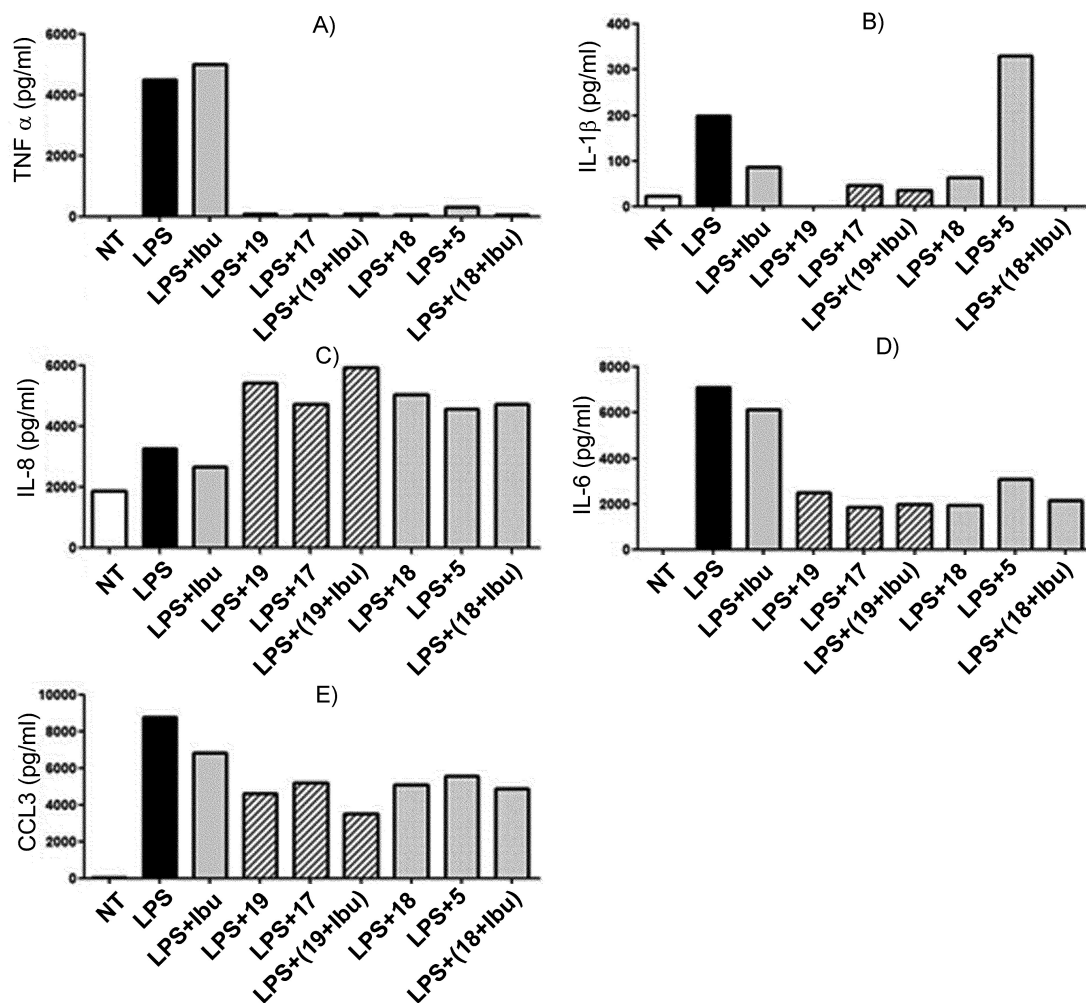 A)
TNF α (pg/ml)
6000
4000
2000
0
NT
LPS
LPS+Ibu
LPS+19
LPS+17
LPS+(19+Ibu)
LPS+18
LPS+5
LPS+(18+Ibu)
B)
IL-1β (pg/ml)
400
300
200
100
0
NT
LPS
LPS+Ibu
LPS+19
LPS+17
LPS+(19+Ibu)
LPS+18
LPS+5
LPS+(18+Ibu)
C)
IL-8 (pg/ml)
6000
4000
2000
0
NT
LPS
LPS+Ibu
LPS+19
LPS+17
LPS+(19+Ibu)
LPS+18
LPS+5
LPS+(18+Ibu)
D)
IL-6 (pg/ml)
8000
6000
4000
2000
0
NT
LPS
LPS+Ibu
LPS+19
LPS+17
LPS+(19+Ibu)
LPS+18
LPS+5
LPS+(18+Ibu)
E)
CCL3 (pg/ml)
10000
8000
6000
4000
2000
0
NT
LPS
LPS+Ibu
LPS+19
LPS+17
LPS+(19+Ibu)
LPS+18
LPS+5
LPS+(18+Ibu)